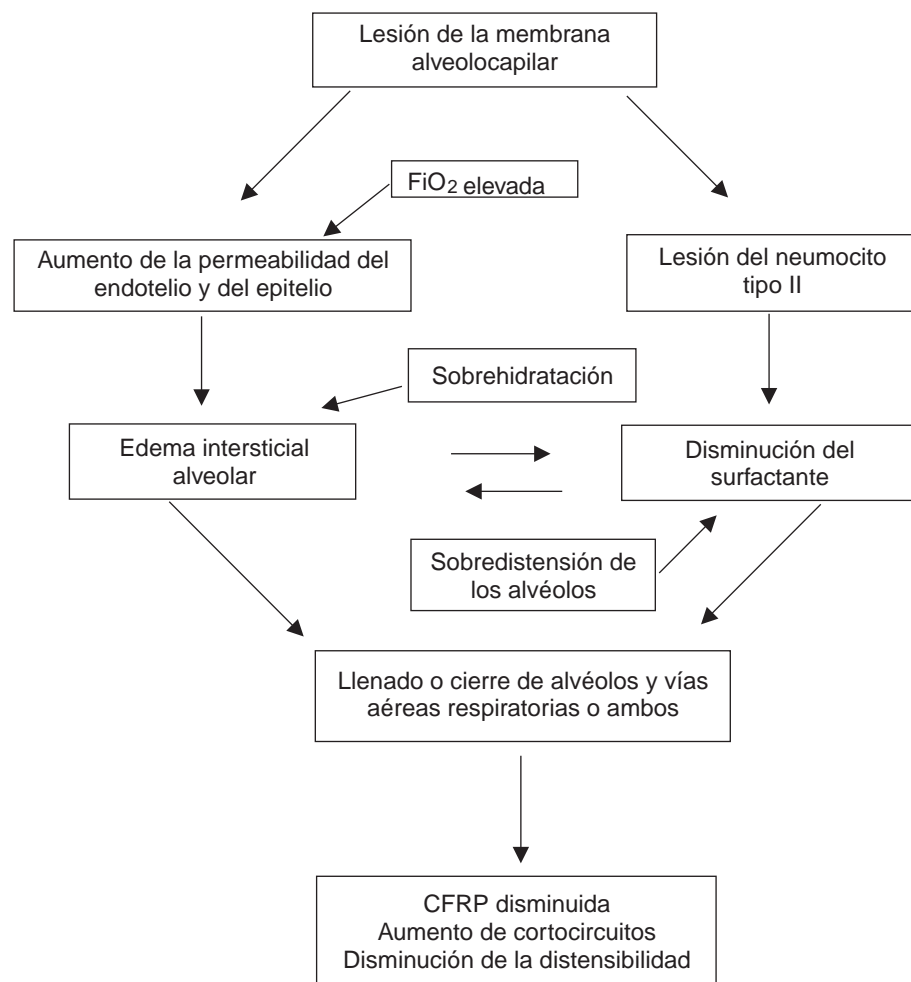 Lesión de la membrana
alveolocapilar
FiO2 elevada
Aumento de la permeabilidad del
endotelio y del epitelio
Lesión del neumocito
tipo II
Sobrehidratación
Edema intersticial
alveolar
Disminución del
surfactante
Sobredistensión de
los alvéolos
Llenado o cierre de alvéolos y vías
aéreas respiratorias o ambos
CFRP disminuida
Aumento de cortocircuitos
Disminución de la distensibilidad